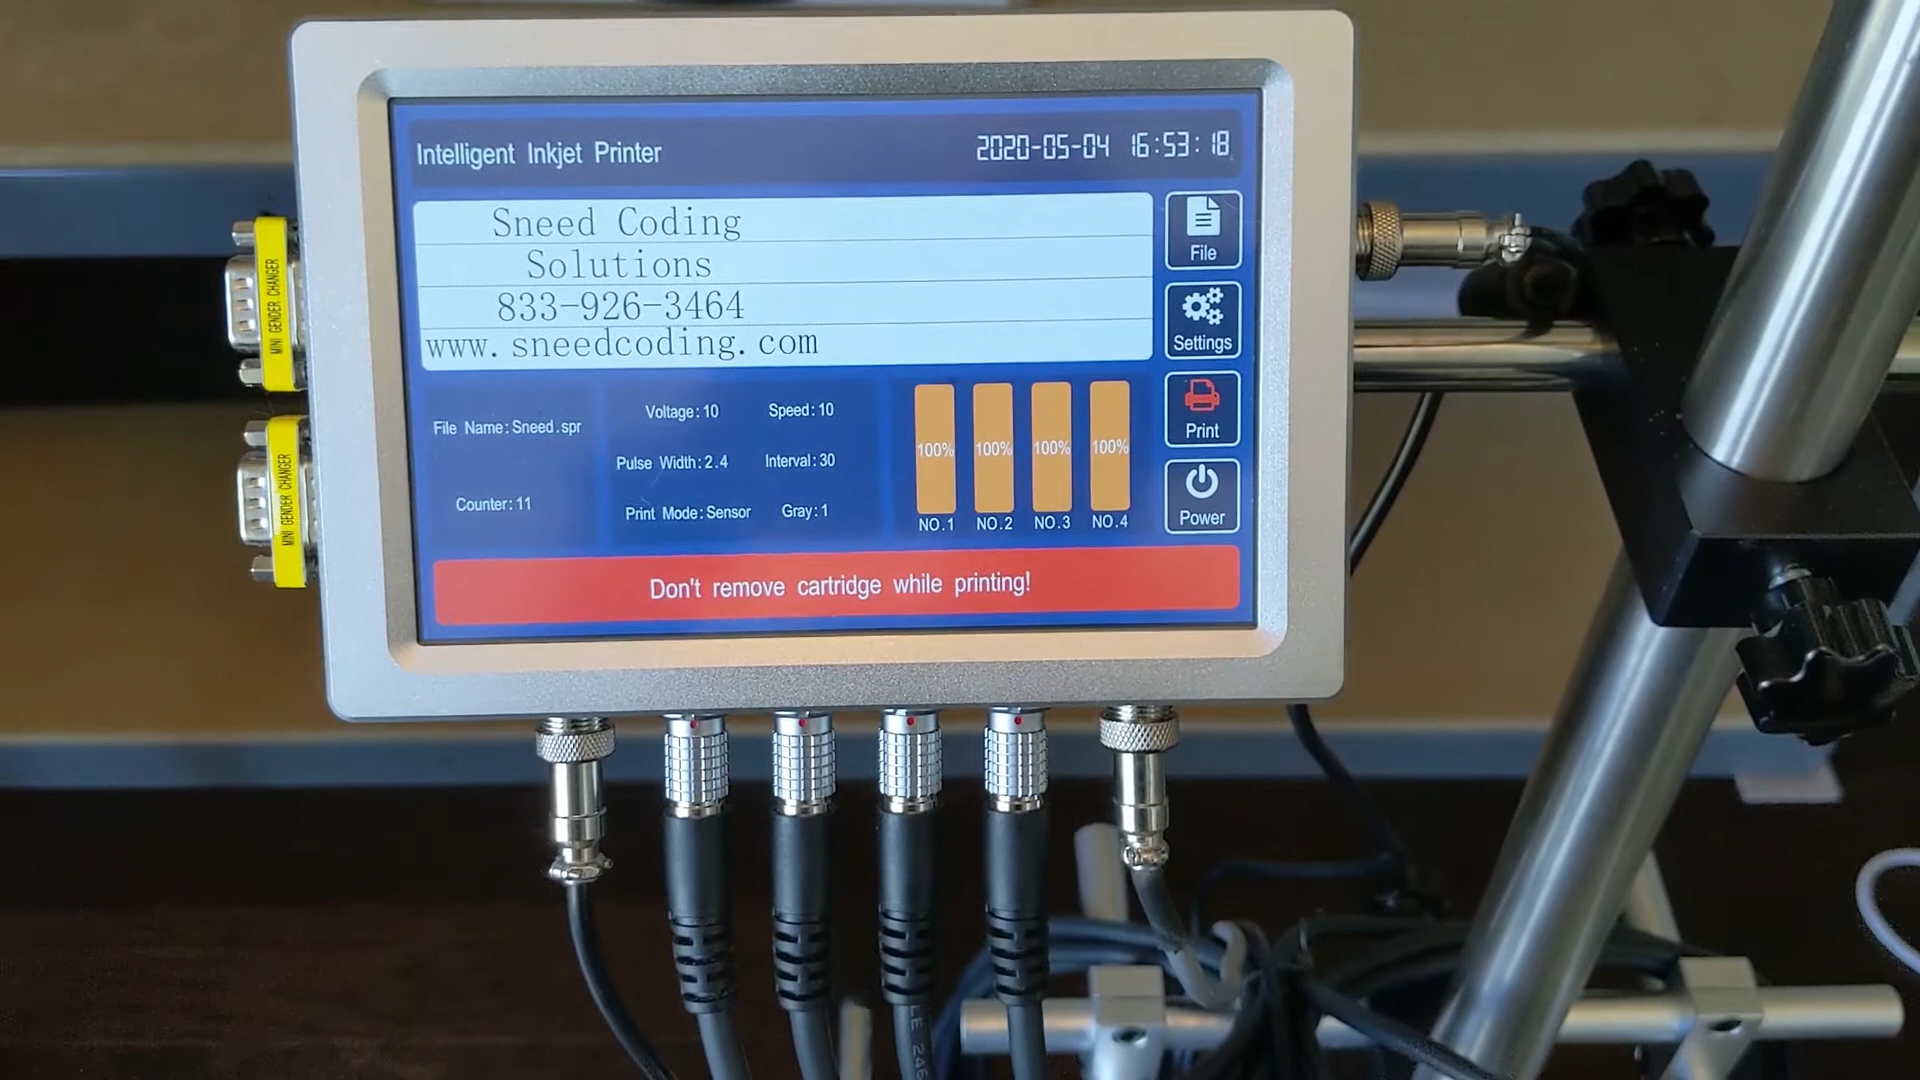 Intelligent Inkjet Printer
2020-05-04 16:53:18
Sneed Coding
Solutions
833-926-3464
www.sneedcoding.com
File
Settings
Print
Power
File Name:Sneed.spr
Counter:11
Voltage:10 Speed:10
Pulse Width:2.4 Interval:30
Print Mode:Sensor Gray:1
100% 100% 100% 100%
NO.1 NO.2 NO.3 NO.4
Don't remove cartridge while printing!
MINI GENDER CHANGER
MINI GENDER CHANGER